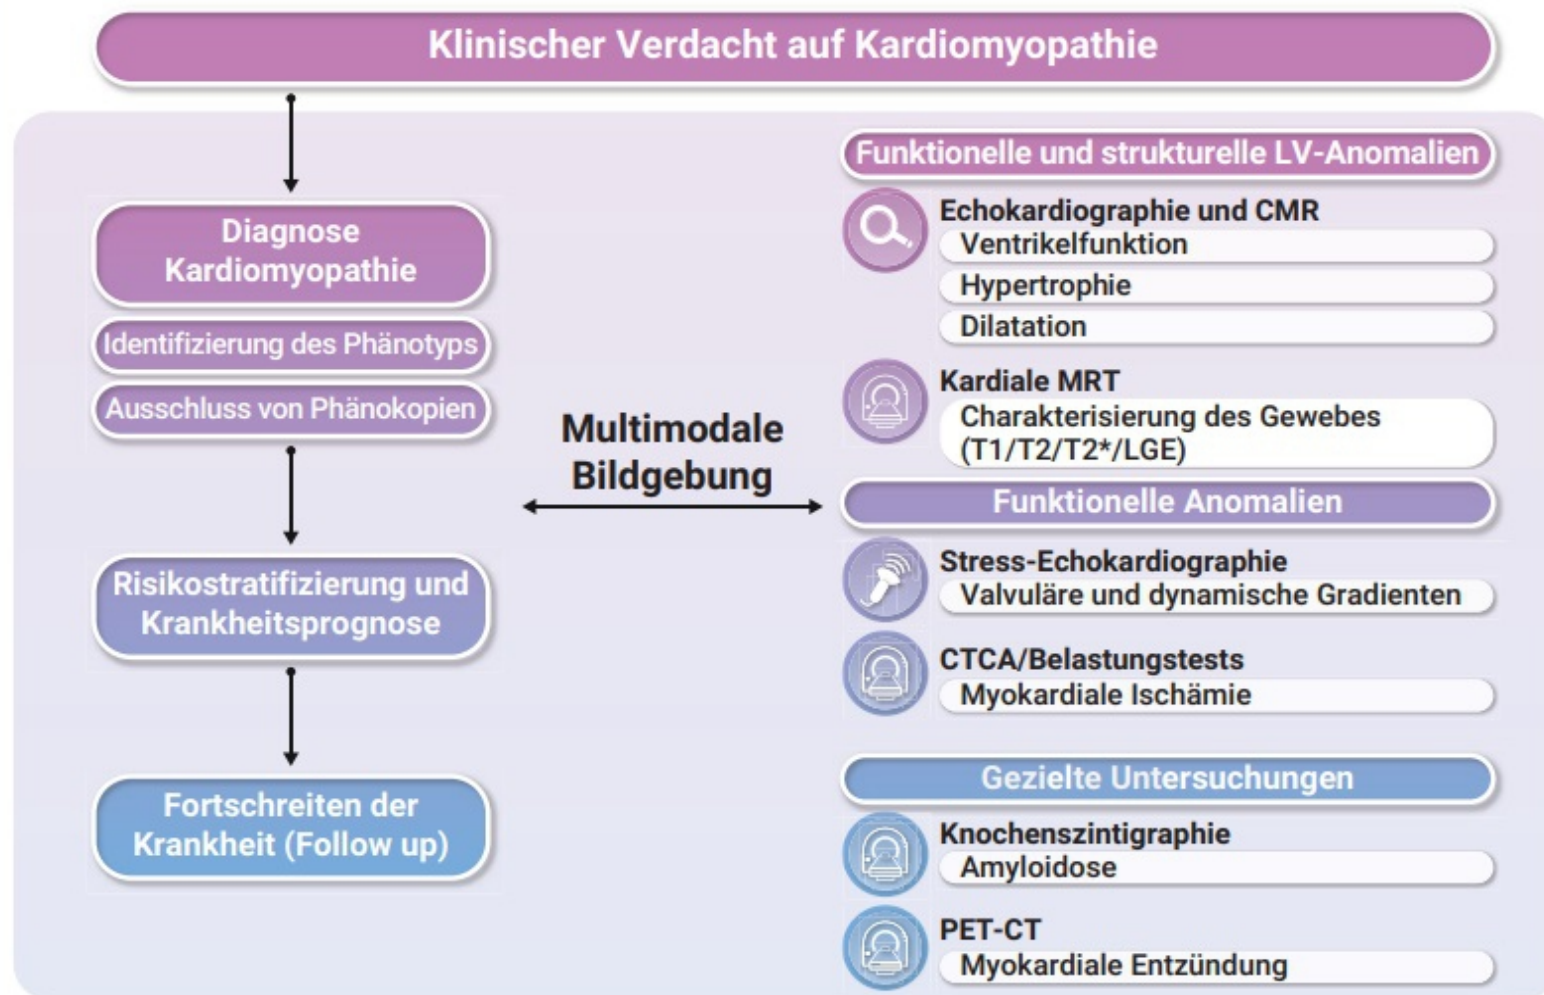 Klinischer Verdacht auf Kardiomyopathie
Diagnose
Kardiomyopathie
Identifizierung des Phänotyps
Ausschluss von Phänokopien
Risikostratifizierung und
Krankheitsprognose
Fortschreiten der
Krankheit (Follow up)
Multimodale
Bildgebung
Funktionelle und strukturelle LV-Anomalien
Echokardiographie und CMR
Ventrikelfunktion
Hypertrophie
Dilatation
Kardiale MRT
Charakterisierung des Gewebes
(T1/T2/T2*/LGE)
Funktionelle Anomalien
Stress-Echokardiographie
Valvuläre und dynamische Gradienten
CTCA/Belastungstests
Myokardiale Ischämie
Gezielte Untersuchungen
Knochenszintigraphie
Amyloidose
PET-CT
Myokardiale Entzündung